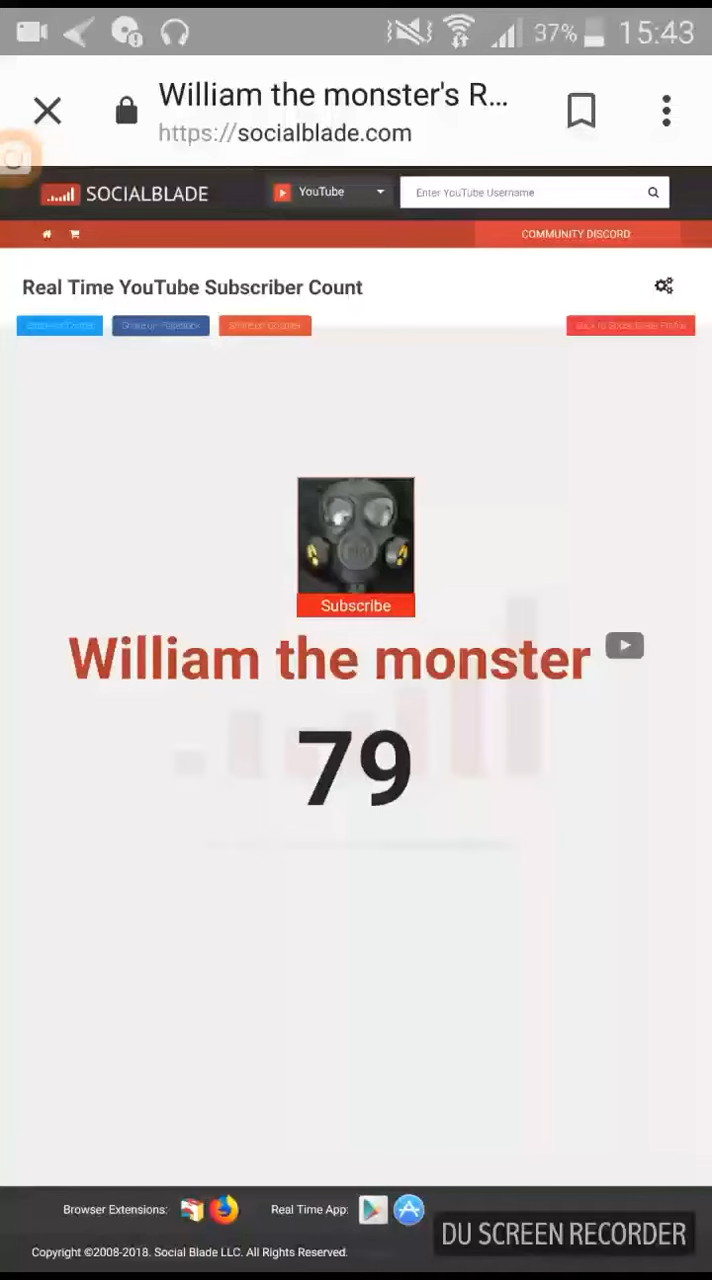 37% 15:43
William the monster's R...
https://socialblade.com
SOCIALBLADE YouTube Enter YouTube Username
COMMUNITY DISCORD
Real Time YouTube Subscriber Count
Subscribe
William the monster
79
Browser Extensions: Real Time App:
DU SCREEN RECORDER
Copyright ©2008-2018. Social Blade LLC. All Rights Reserved.